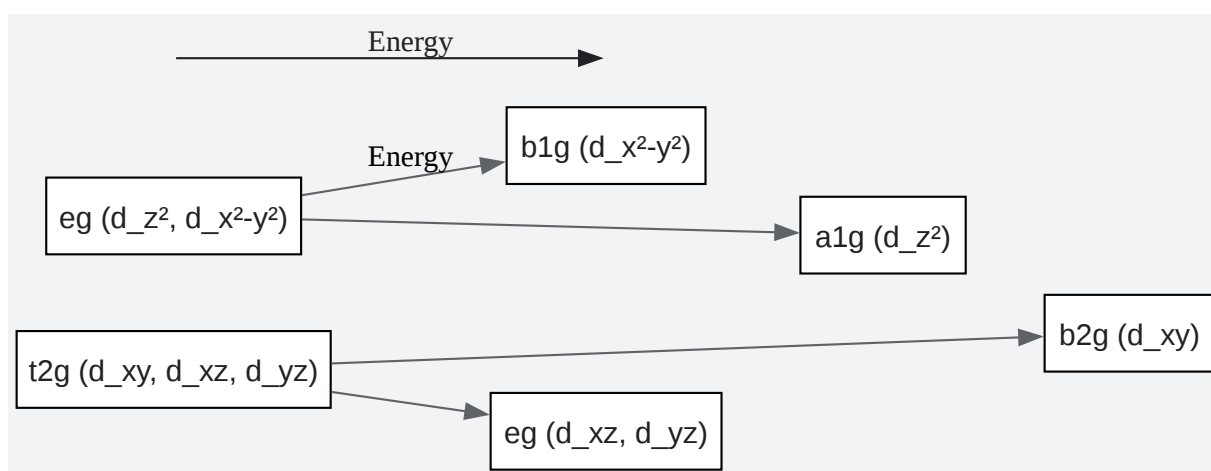 Energy
b1g (d_x²-y²)
Energy
eg (d_z², d_x²-y²)
a1g (d_z²)
b2g (d_xy)
t2g (d_xy, d_xz, d_yz)
eg (d_xz, d_yz)